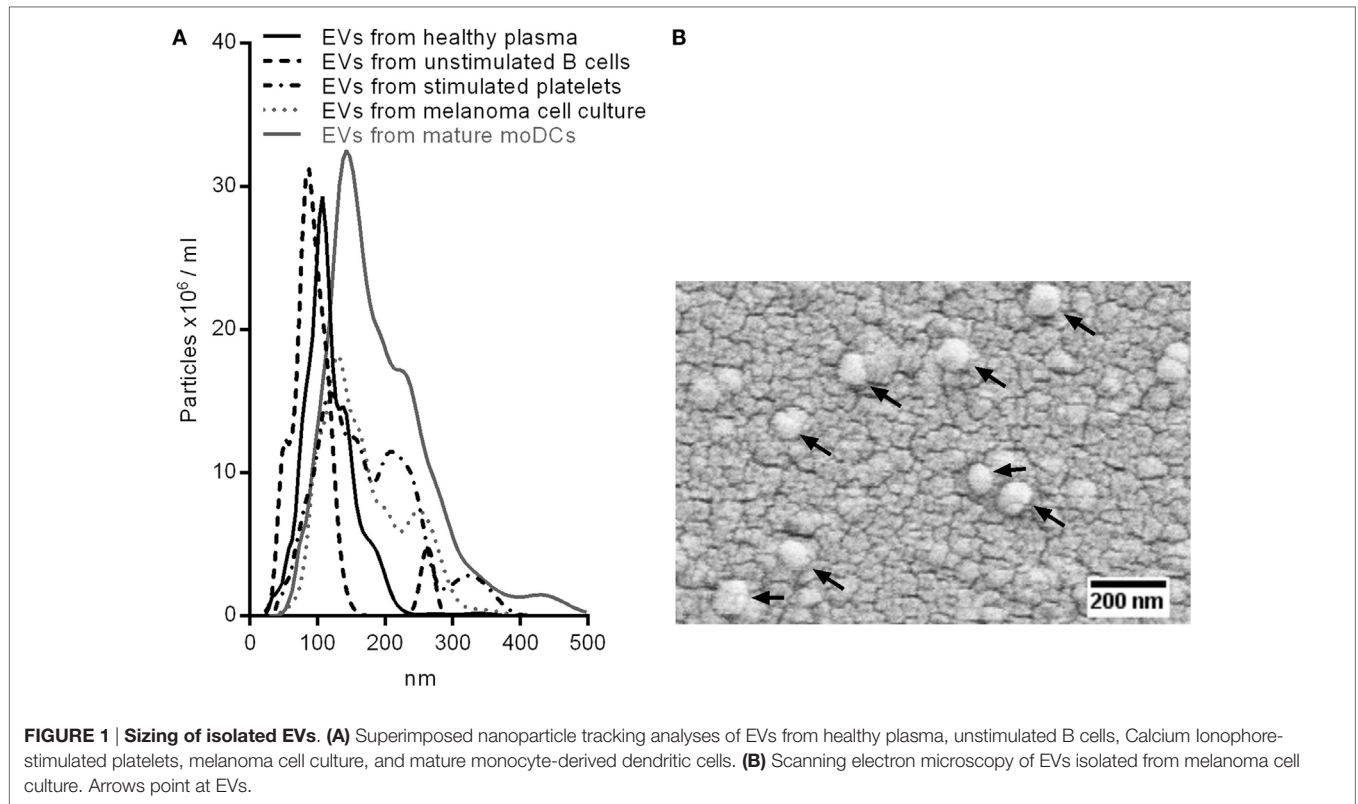 A
40
EVs from healthy plasma
EVs from unstimulated B cells
EVs from stimulated platelets
EVs from melanoma cell culture
EVs from mature moDCs
30
20
10
0
Particles x10⁶ / ml
0 100 200 300 400 500
nm
B
200 nm
FIGURE 1 | Sizing of isolated EVs. (A) Superimposed nanoparticle tracking analyses of EVs from healthy plasma, unstimulated B cells, Calcium Ionophore-
stimulated platelets, melanoma cell culture, and mature monocyte-derived dendritic cells. (B) Scanning electron microscopy of EVs isolated from melanoma cell
culture. Arrows point at EVs.